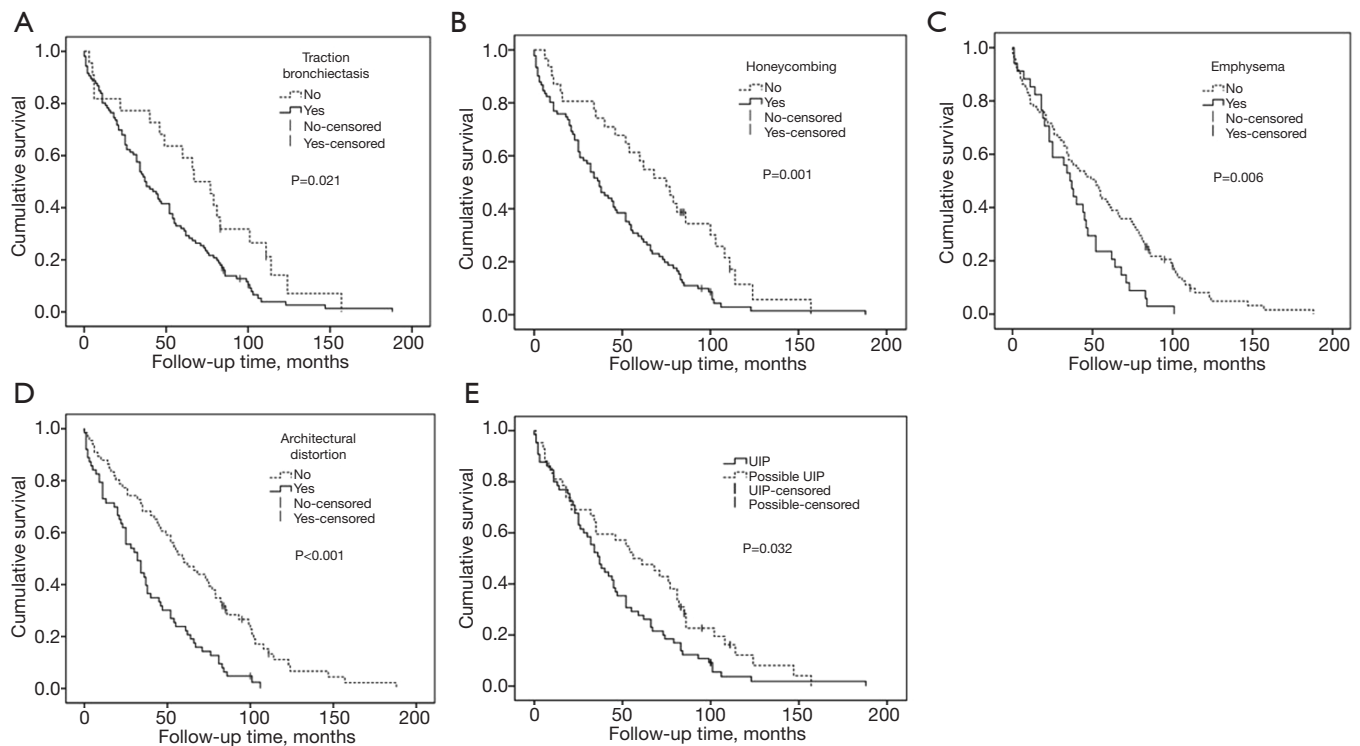 A
Cumulative survival
1.0
0.8
0.6
0.4
0.2
0.0
Traction
bronchiectasis
No
Yes
No-censored
Yes-censored
P=0.021
0 50 100 150 200
Follow-up time, months
B
Cumulative survival
1.0
0.8
0.6
0.4
0.2
0.0
Honeycombing
No
Yes
No-censored
Yes-censored
P=0.001
0 50 100 150 200
Follow-up time, months
C
Cumulative survival
1.0
0.8
0.6
0.4
0.2
0.0
Emphysema
No
Yes
No-censored
Yes-censored
P=0.006
0 50 100 150 200
Follow-up time, months
D
Cumulative survival
1.0
0.8
0.6
0.4
0.2
0.0
Architectural
distortion
No
Yes
No-censored
Yes-censored
P<0.001
0 50 100 150 200
Follow-up time, months
E
Cumulative survival
1.0
0.8
0.6
0.4
0.2
0.0
UIP
Possible UIP
UIP-censored
Possible-censored
P=0.032
0 50 100 150 200
Follow-up time, months